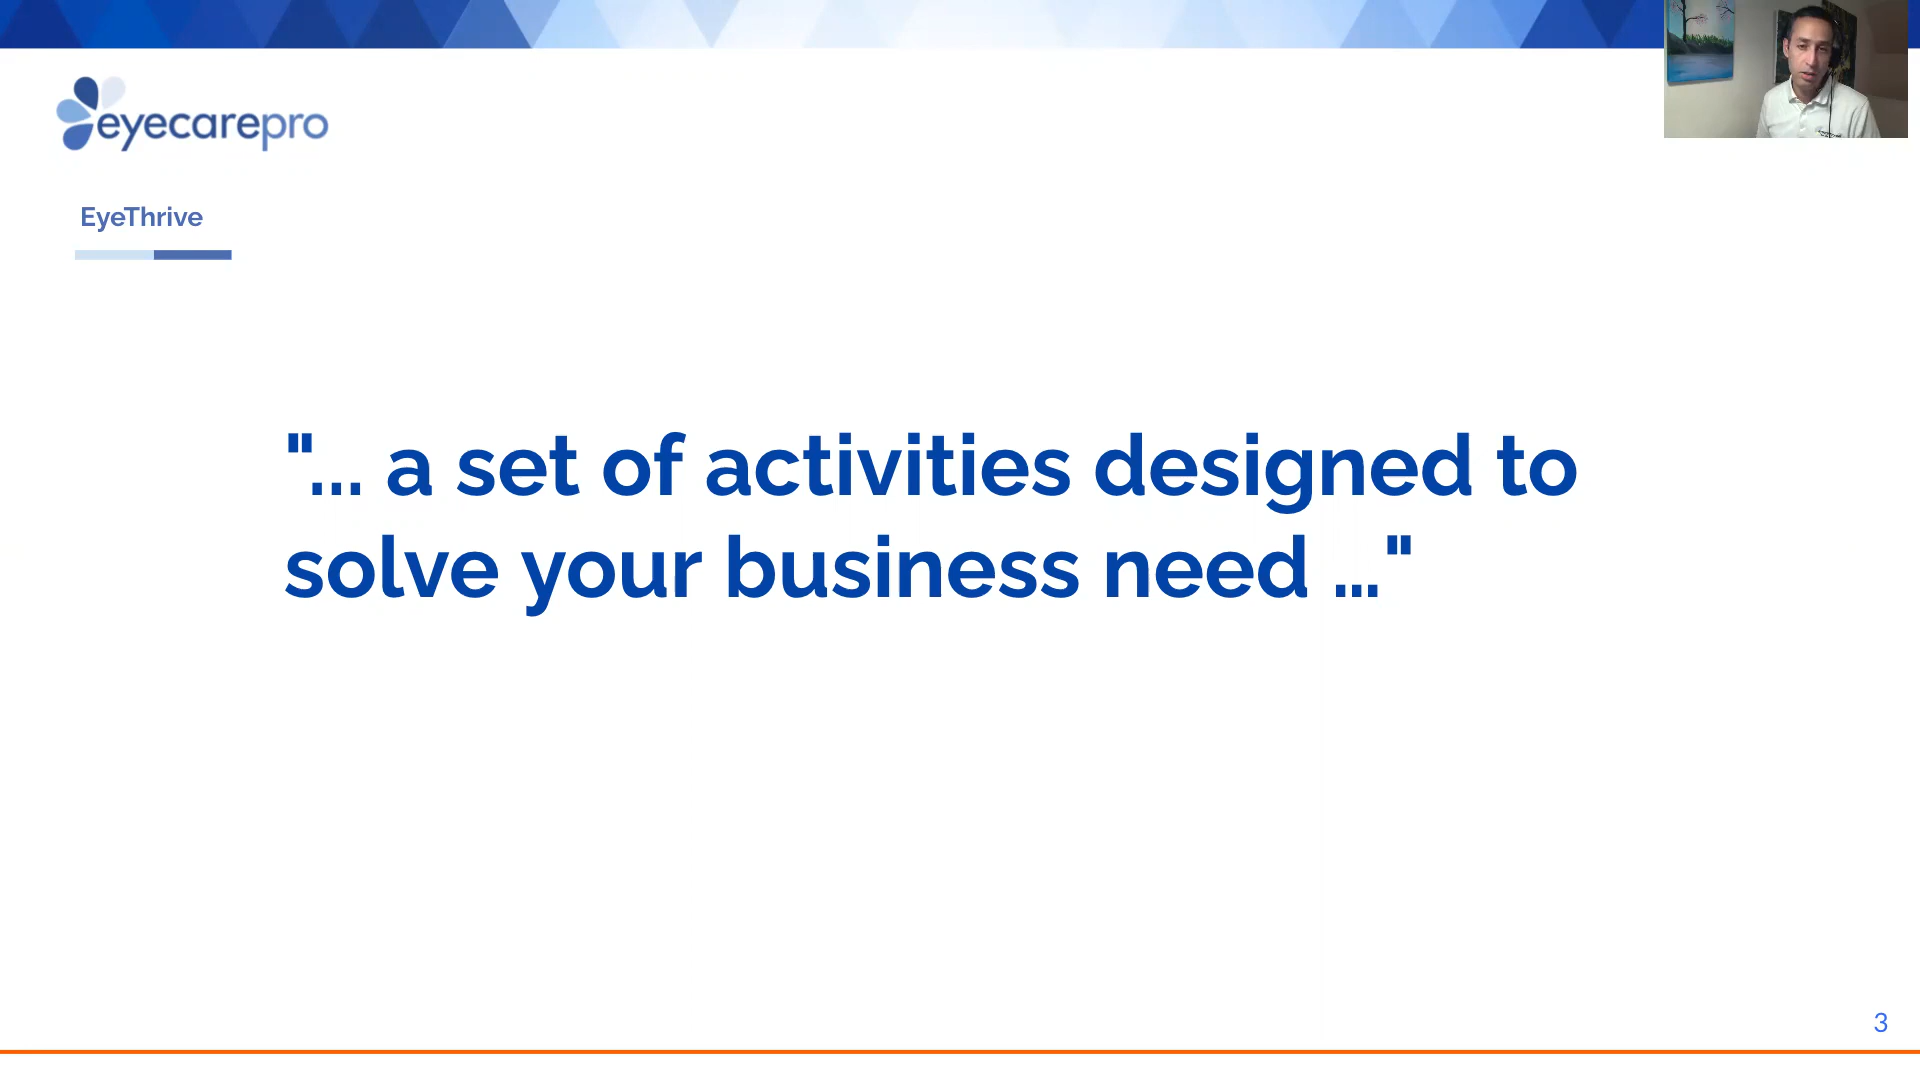 eyecarepro
EyeThrive
"... a set of activities designed to
solve your business need ..."
3